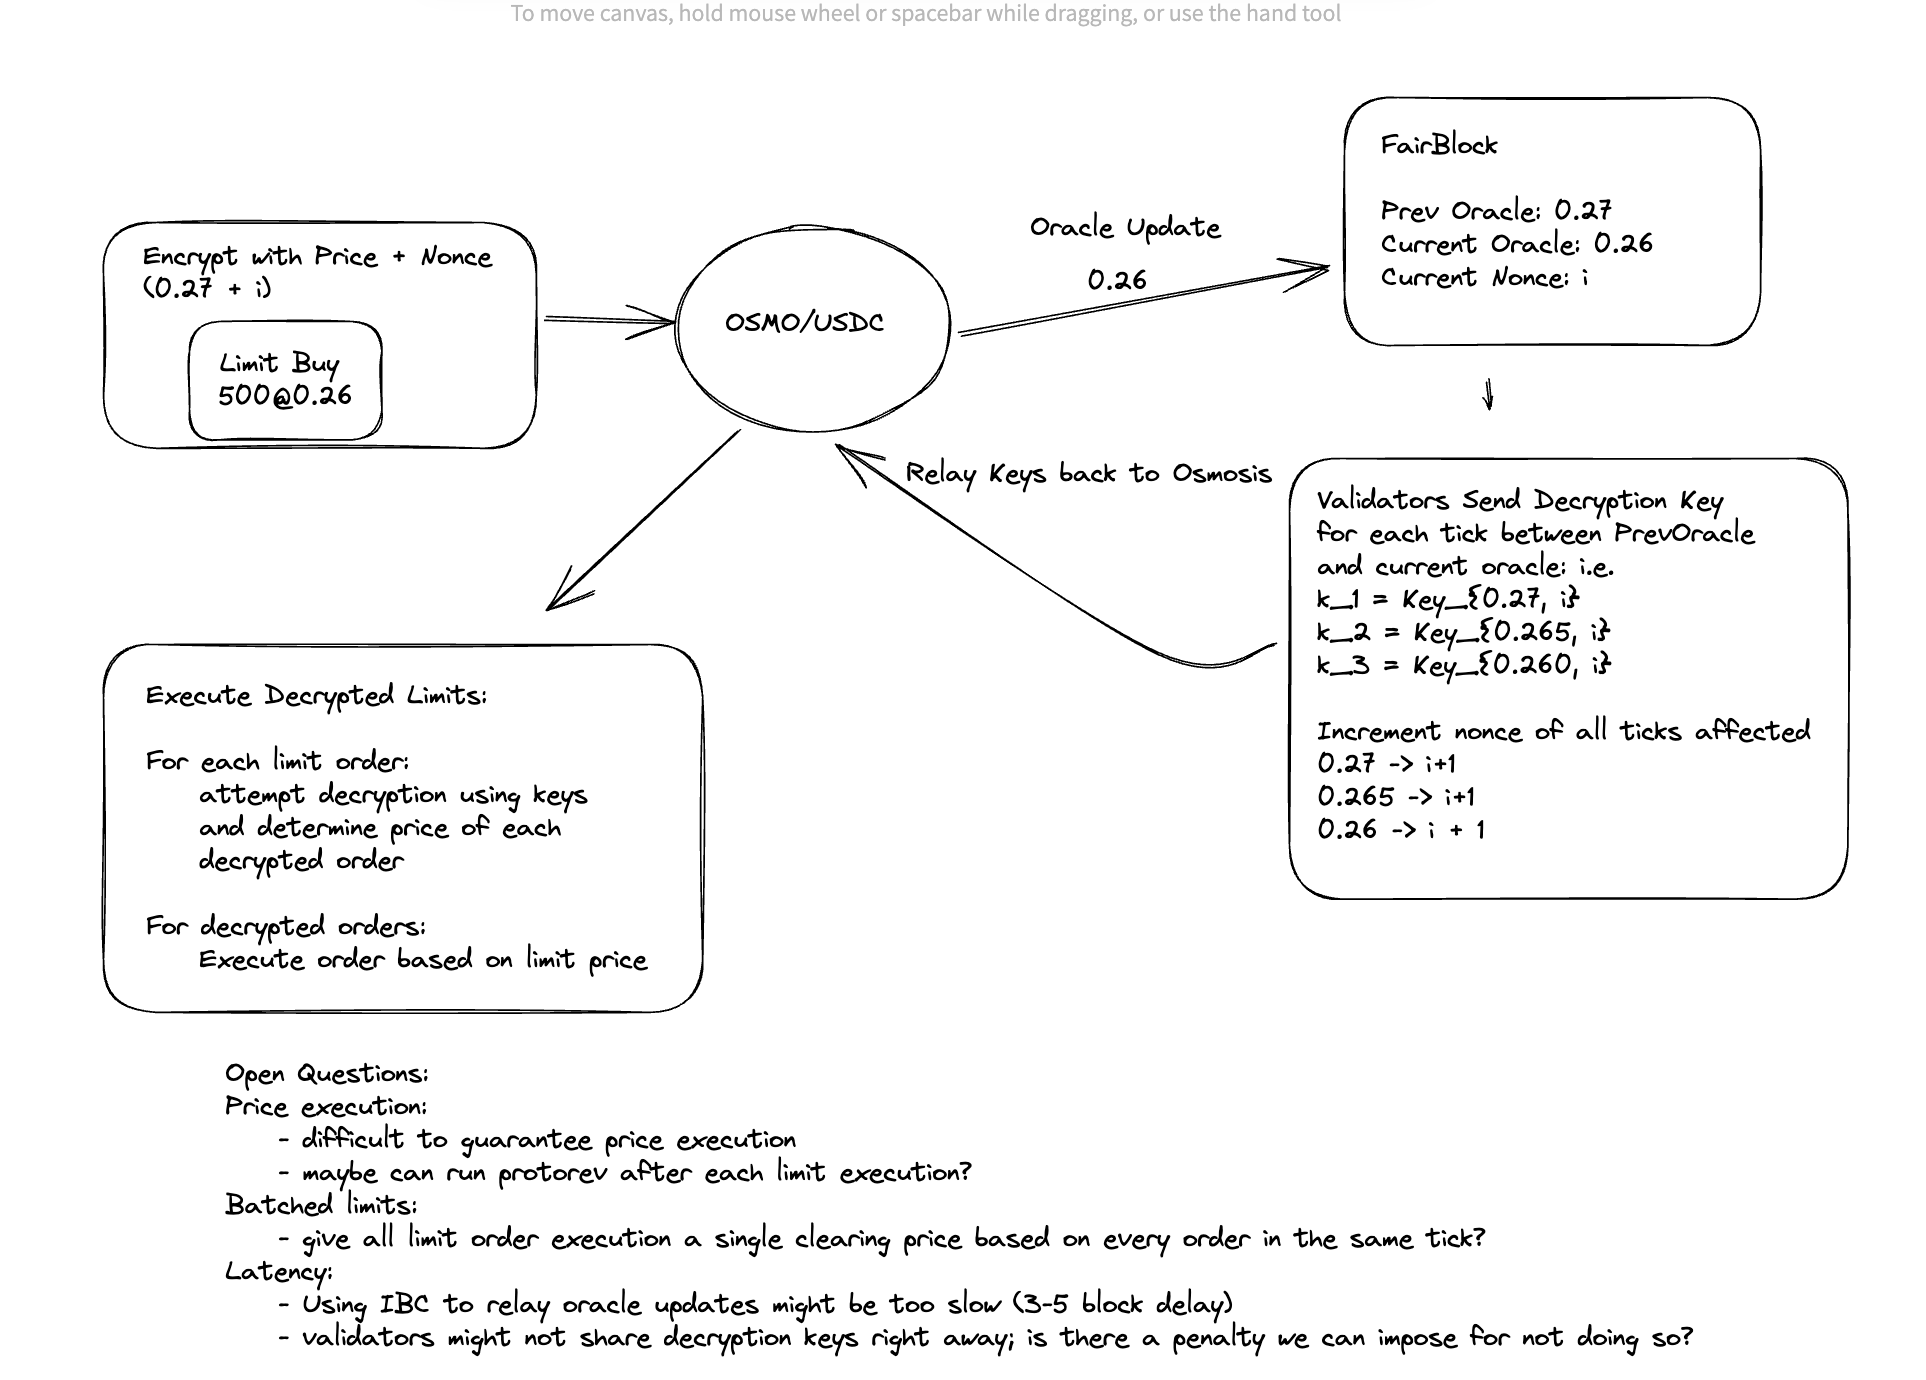 To move canvas, hold mouse wheel or spacebar while dragging, or use the hand tool
Encrypt with Price + Nonce
(0.27 + i)
Limit Buy
500@0.26
OSMO/USDC
Oracle Update
0.26
FairBlock
Prev Oracle: 0.27
Current Oracle: 0.26
Current Nonce: i
Validators Send Decryption Key
for each tick between PrevOracle
and current oracle: i.e.
k_1 = Key_{0.27, i}
k_2 = Key_{0.265, i}
k_3 = Key_{0.260, i}
Increment nonce of all ticks affected
0.27 -> i+1
0.265 -> i+1
0.26 -> i + 1
Relay Keys back to Osmosis
Execute Decrypted Limits:
For each limit order:
attempt decryption using keys
and determine price of each
decrypted order
For decrypted orders:
Execute order based on limit price
Open Questions:
Price execution:
- difficult to guarantee price execution
- maybe can run protorev after each limit execution?
Batched limits:
- give all limit order execution a single clearing price based on every order in the same tick?
Latency:
- Using IBC to relay oracle updates might be too slow (3-5 block delay)
- validators might not share decryption keys right away; is there a penalty we can impose for not doing so?